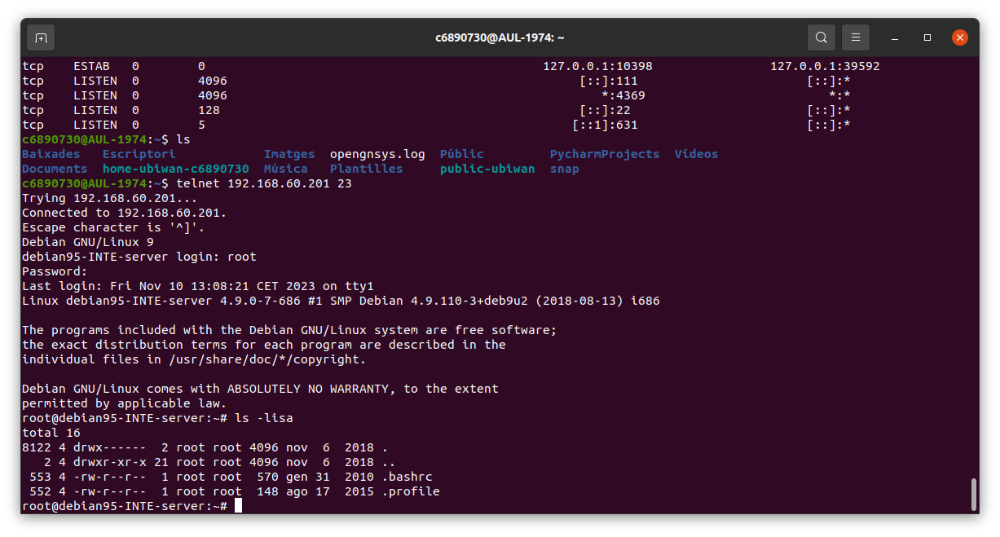 c6890730@AUL-1974: ~
tcp    ESTAB   0        0                                              127.0.0.1:10398                127.0.0.1:39592
tcp    LISTEN  0        4096                                                [::]:111                       [::]:*
tcp    LISTEN  0        4096                                                   *:4369                         *:*
tcp    LISTEN  0        128                                                 [::]:22                        [::]:*
tcp    LISTEN  0        5                                                  [::1]:631                       [::]:*
c6890730@AUL-1974:~$ ls
Baixades   Escriptori            Imatges  opengnsys.log  Públic         PycharmProjects  Vídeos
Documents  home-ubiwan-c6890730  Música   Plantilles     public-ubiwan  snap
c6890730@AUL-1974:~$ telnet 192.168.60.201 23
Trying 192.168.60.201...
Connected to 192.168.60.201.
Escape character is '^]'.
Debian GNU/Linux 9
debian95-INTE-server login: root
Password:
Last login: Fri Nov 10 13:08:21 CET 2023 on tty1
Linux debian95-INTE-server 4.9.0-7-686 #1 SMP Debian 4.9.110-3+deb9u2 (2018-08-13) i686
The programs included with the Debian GNU/Linux system are free software;
the exact distribution terms for each program are described in the
individual files in /usr/share/doc/*/copyright.
Debian GNU/Linux comes with ABSOLUTELY NO WARRANTY, to the extent
permitted by applicable law.
root@debian95-INTE-server:~# ls -lisa
total 16
8122 4 drwx------  2 root root 4096 nov  6  2018 .
   2 4 drwxr-xr-x 21 root root 4096 nov  6  2018 ..
 553 4 -rw-r--r--  1 root root  570 gen 31  2010 .bashrc
 552 4 -rw-r--r--  1 root root  148 ago 17  2015 .profile
root@debian95-INTE-server:~#